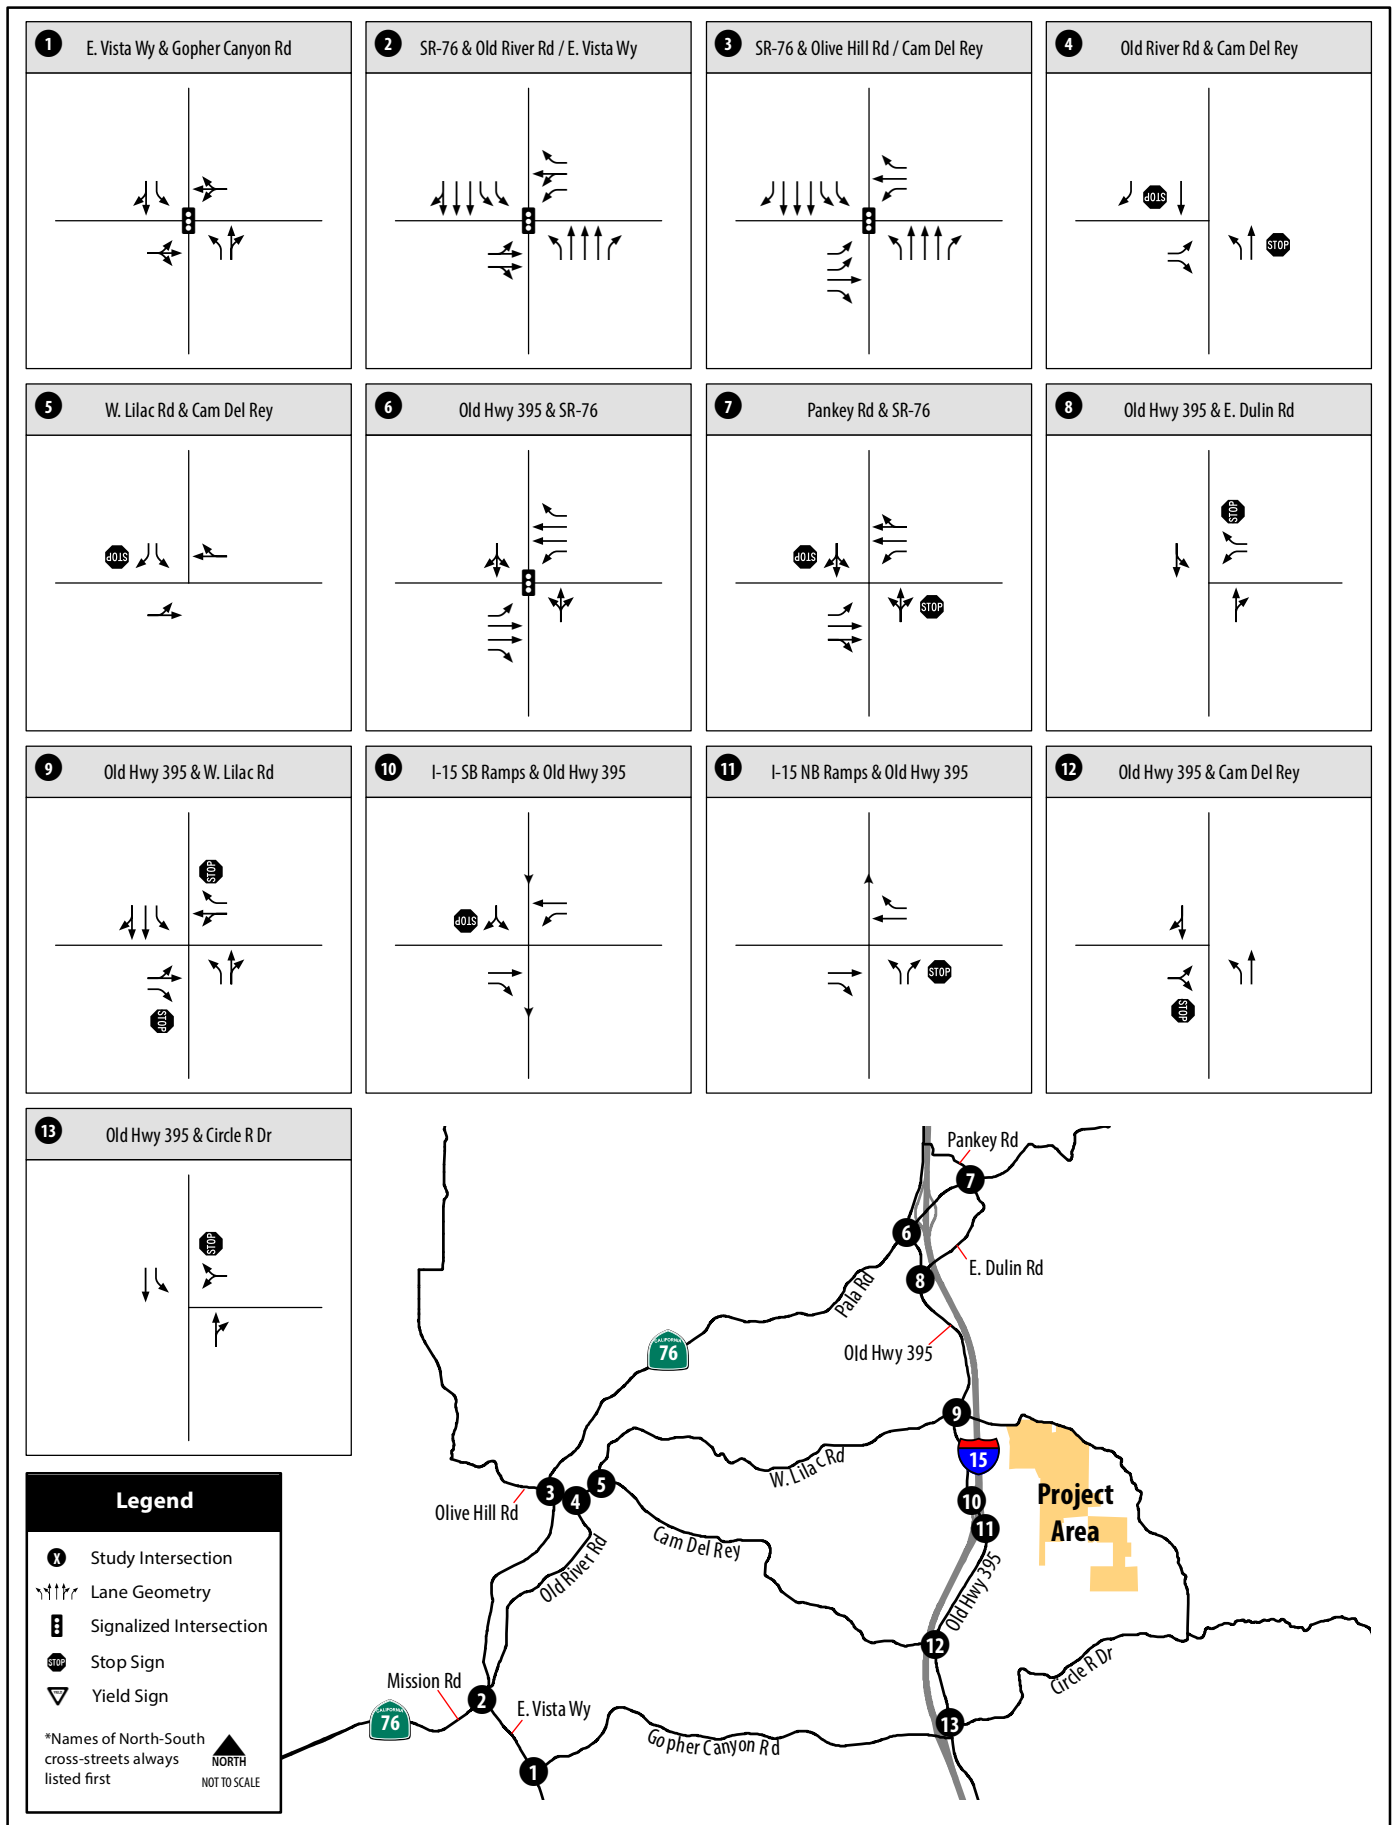 1 E. Vista Wy & Gopher Canyon Rd
2 SR-76 & Old River Rd / E. Vista Wy
3 SR-76 & Olive Hill Rd / Cam Del Rey
4 Old River Rd & Cam Del Rey
STOP
STOP
5 W. Lilac Rd & Cam Del Rey
STOP
6 Old Hwy 395 & SR-76
7 Pankey Rd & SR-76
STOP
STOP
8 Old Hwy 395 & E. Dulin Rd
STOP
9 Old Hwy 395 & W. Lilac Rd
STOP
STOP
10 I-15 SB Ramps & Old Hwy 395
STOP
11 I-15 NB Ramps & Old Hwy 395
STOP
12 Old Hwy 395 & Cam Del Rey
STOP
13 Old Hwy 395 & Circle R Dr
STOP
Pankey Rd
7
6
E. Dulin Rd
8
Pala Rd
Old Hwy 395
CALIFORNIA
76
9
15
W. Lilac Rd
Project
Area
5
3
4
10
11
Olive Hill Rd
Cam Del Rey
Old River Rd
Old Hwy 395
12
Circle R Dr
Mission Rd
2
E. Vista Wy
CALIFORNIA
76
13
Gopher Canyon Rd
1
Legend
X Study Intersection
Lane Geometry
Signalized Intersection
STOP Stop Sign
Yield Sign
*Names of North-South
cross-streets always
listed first
NORTH
NOT TO SCALE